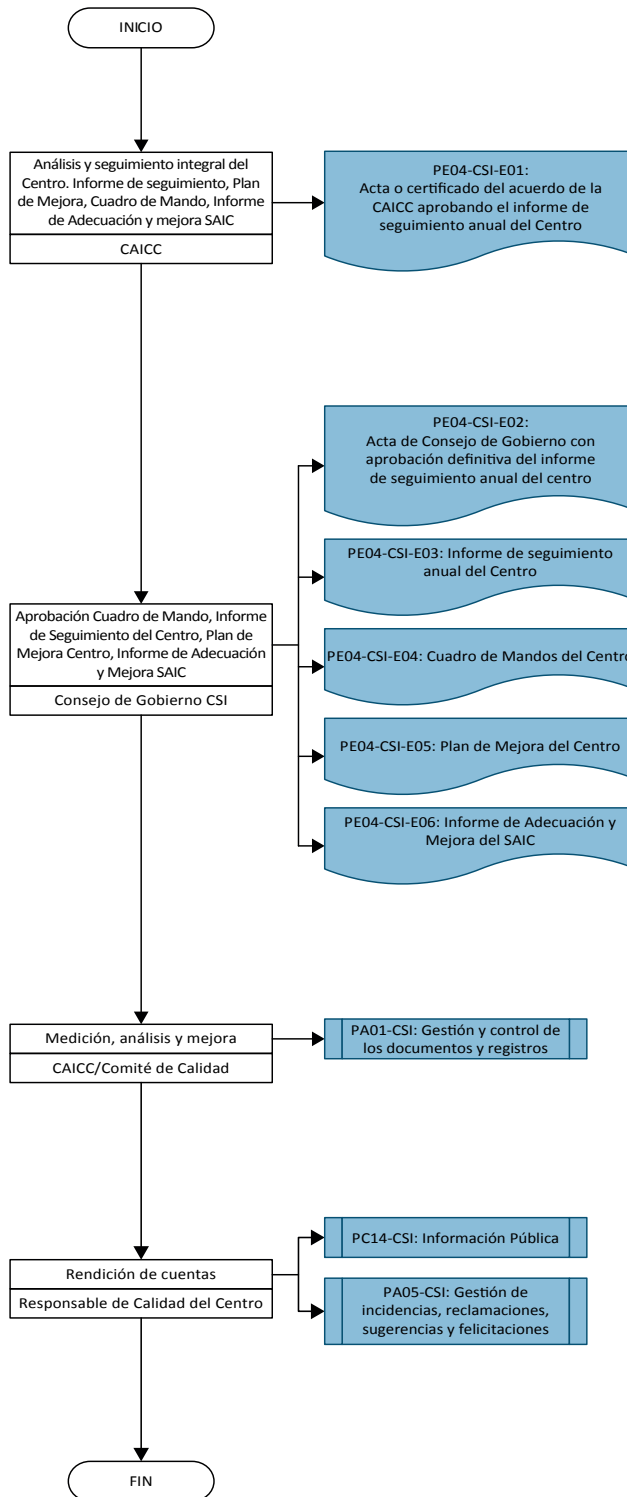 INICIO
Análisis y seguimiento integral del
Centro. Informe de seguimiento, Plan
de Mejora, Cuadro de Mando, Informe
de Adecuación y mejora SAIC
CAICC
PE04-CSI-E01:
Acta o certificado del acuerdo de la
CAICC aprobando el informe de
seguimiento anual del Centro
PE04-CSI-E02:
Acta de Consejo de Gobierno con
aprobación definitiva del informe
de seguimiento anual del centro
PE04-CSI-E03: Informe de seguimiento
anual del Centro
Aprobación Cuadro de Mando, Informe
de Seguimiento del Centro, Plan de
Mejora Centro, Informe de Adecuación
y Mejora SAIC
Consejo de Gobierno CSI
PE04-CSI-E04: Cuadro de Mandos del Centro
PE04-CSI-E05: Plan de Mejora del Centro
PE04-CSI-E06: Informe de Adecuación y
Mejora del SAIC
Medición, análisis y mejora
CAICC/Comité de Calidad
PA01-CSI: Gestión y control de
los documentos y registros
Rendición de cuentas
Responsable de Calidad del Centro
PC14-CSI: Información Pública
PA05-CSI: Gestión de
incidencias, reclamaciones,
sugerencias y felicitaciones
FIN